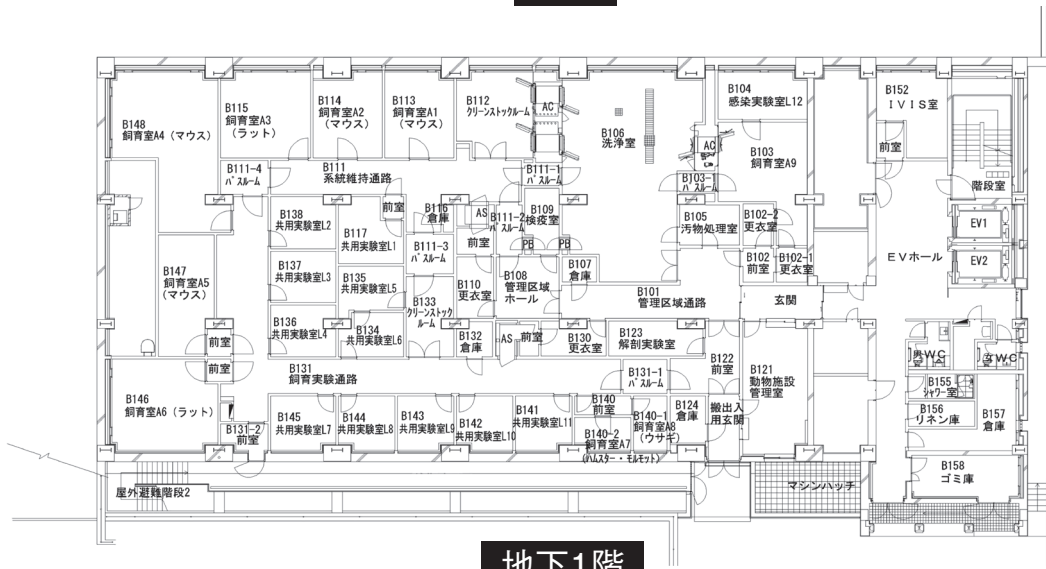 B148
飼育室A4（マウス）
B115
飼育室A3
（ラット）
B114
飼育室A2
（マウス）
B113
飼育室A1
（マウス）
B112
クリーンストックルーム
AC
B106
洗浄室
B104
感染実験室L12
B152
ＩＶＩＳ室
前室
B103
飼育室A9
AC
B103-1
パスルーム
B111-4
パスルーム
B111
系統維持通路
B111-1
パスルーム
階段室
前室
B116
倉庫
AS
B111-2
パスルーム
B109
検疫室
B138
共用実験室L2
B117
共用実験室L1
前室
B105
汚物処理室
B102-2
更衣室
EV1
PB
PB
B111-3
パスルーム
B147
飼育室A5
（マウス）
B137
共用実験室L3
B135
共用実験室L5
B110
更衣室
B108
管理区域
ホール
B107
倉庫
B102
前室
B102-1
更衣室
ＥＶホール
EV2
B101
管理区域通路
玄関
B133
クリーンストック
ルーム
B136
共用実験室L4
B134
共用実験室L6
B132
倉庫
AS
前室
B130
更衣室
B123
解剖実験室
前室
前室
B122
前室
B121
動物施設
管理室
男ＷＣ
女ＷＣ
B131
飼育実験通路
B131-1
パスルーム
B155
シャワー室
B146
飼育室A6（ラット）
B156
リネン庫
B157
倉庫
B131-2
前室
B145
共用実験室L7
B144
共用実験室L8
B143
共用実験室L9
B142
共用実験室L10
B141
共用実験室L11
B140
前室
B140-1
飼育室A8
（ウサギ）
B124
倉庫
搬出入
用玄関
B140-2
飼育室A7
（ハムスター・モルモット）
B158
ゴミ庫
屋外避難階段2
マシンハッチ
地下1階